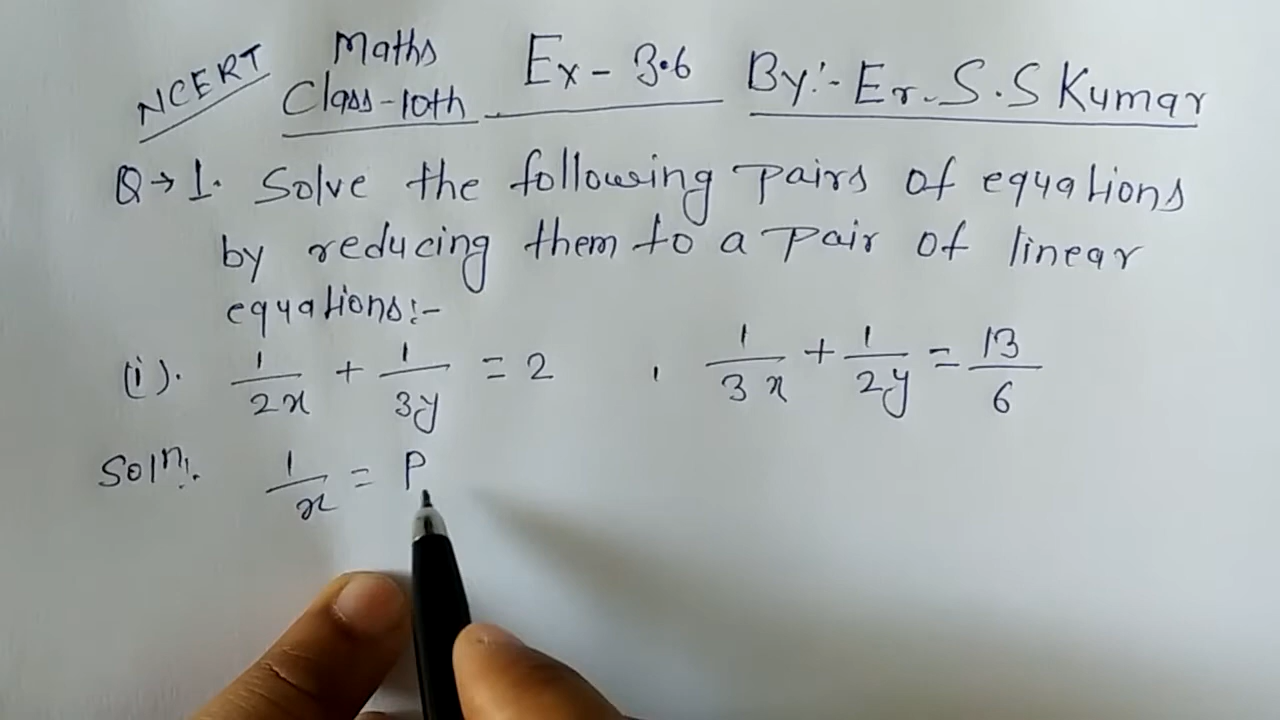 NCERT Maths Class-10th Ex-3.6 By:- Er. S.S Kumar
Q→1. Solve the following pairs of equations
by reducing them to a pair of linear
equations:-
(i). 1/2x + 1/3y = 2 , 1/3x + 1/2y = 13/6
Soln:. 1/x = P